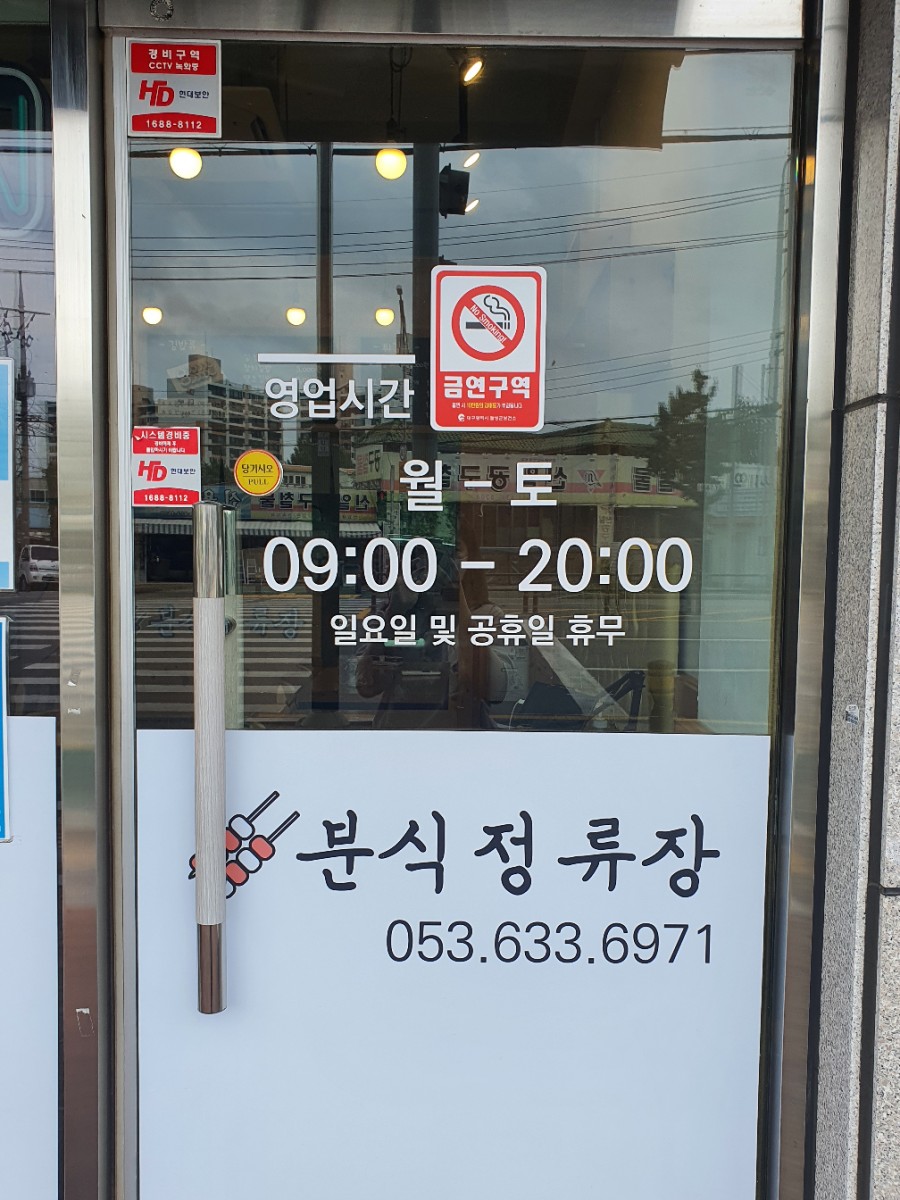 경비구역
CCTV 녹화중
HD 현대보안
1688-8112
No Smoking!
금연구역
영업시간
시스템경비중
HD 현대보안
1688-8112
당기시오
PULL
월 - 토
09:00 - 20:00
일요일 및 공휴일 휴무
분식정류장
053.633.6971